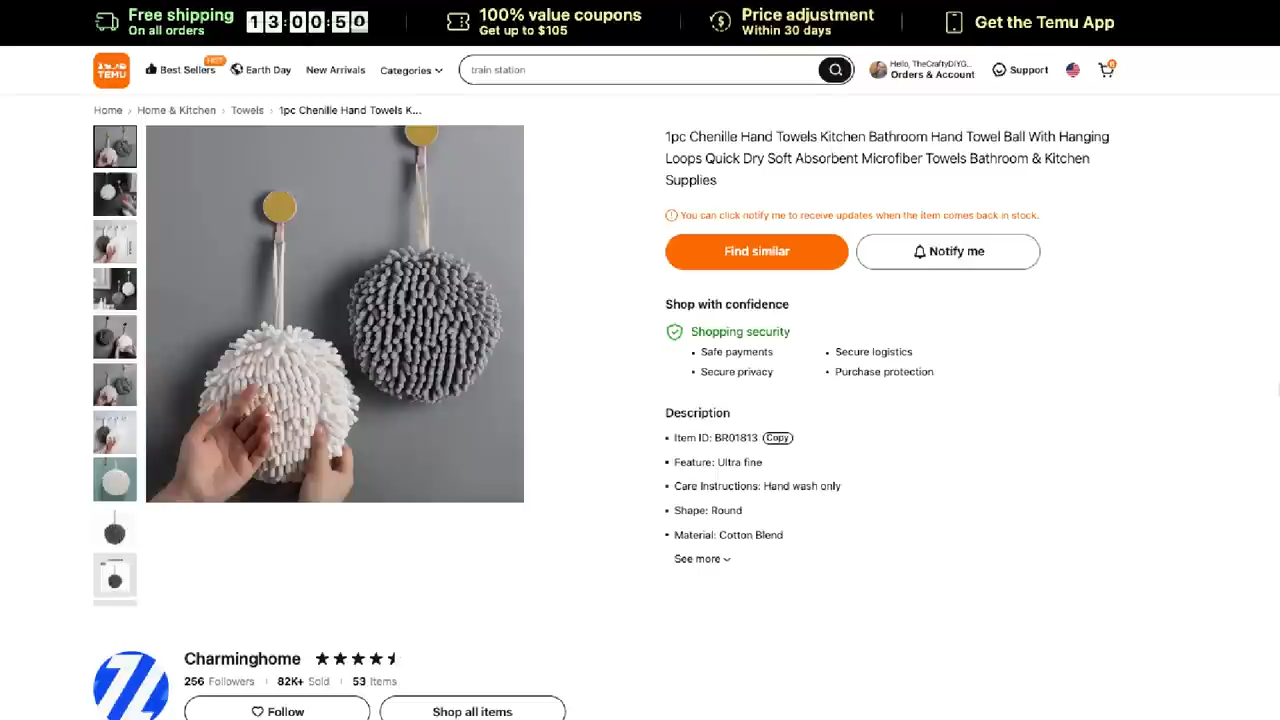 Free shipping
On all orders
13:00:50
100% value coupons
Get up to $105
Price adjustment
Within 30 days
Get the Temu App
TEMU
Best Sellers
HOT
Earth Day
New Arrivals
Categories
train station
Hello, TheCraftyDIYG...
Orders & Account
Support
6
Home › Home & Kitchen › Towels › 1pc Chenille Hand Towels K...
1pc Chenille Hand Towels Kitchen Bathroom Hand Towel Ball With Hanging
Loops Quick Dry Soft Absorbent Microfiber Towels Bathroom & Kitchen
Supplies
You can click notify me to receive updates when the item comes back in stock.
Find similar
Notify me
Shop with confidence
Shopping security
• Safe payments
• Secure logistics
• Secure privacy
• Purchase protection
Description
• Item ID: BR01813 Copy
• Feature: Ultra fine
• Care Instructions: Hand wash only
• Shape: Round
• Material: Cotton Blend
See more
Charminghome
256 Followers
82K+ Sold
53 Items
Follow
Shop all items